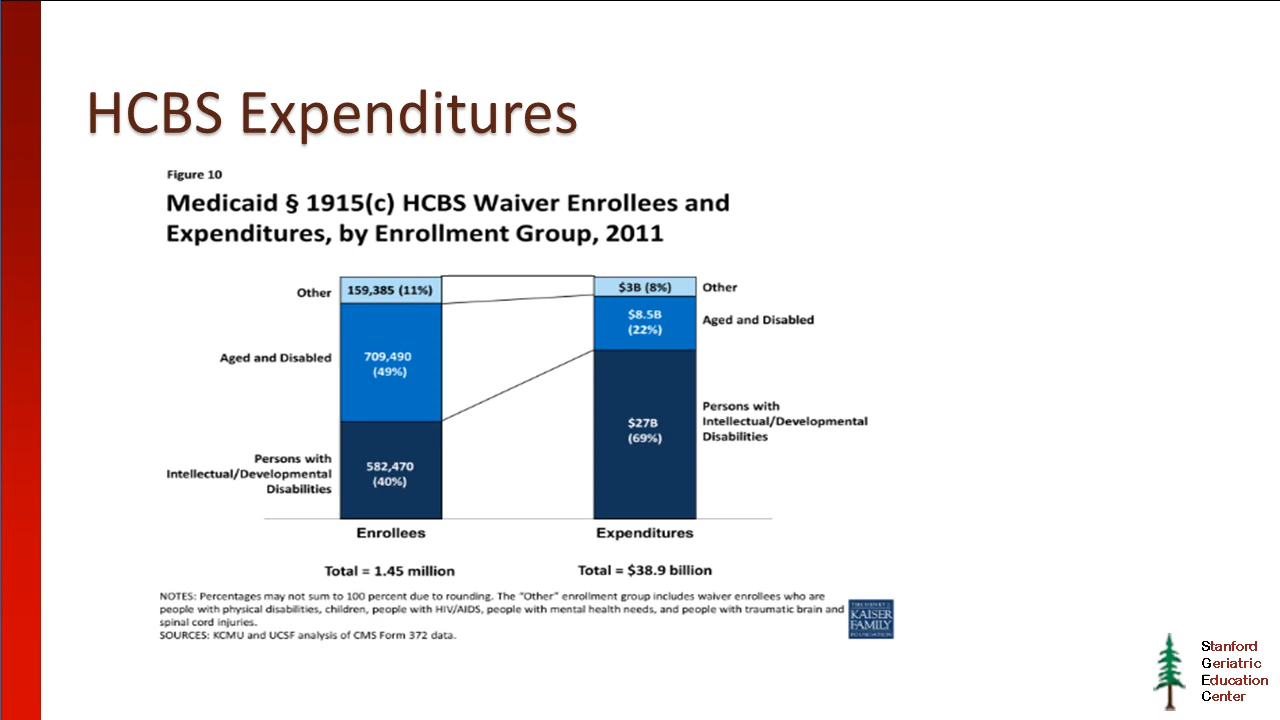 HCBS Expenditures
Figure 10
Medicaid § 1915(c) HCBS Waiver Enrollees and
Expenditures, by Enrollment Group, 2011
Other
159,385 (11%)
$3B (8%)
Other
Aged and Disabled
709,490
(49%)
$8.5B
(22%)
Aged and Disabled
Persons with
Intellectual/Developmental
Disabilities
582,470
(40%)
$27B
(69%)
Persons with
Intellectual/Developmental
Disabilities
Enrollees
Expenditures
Total = 1.45 million
Total = $38.9 billion
NOTES: Percentages may not sum to 100 percent due to rounding. The "Other" enrollment group includes waiver enrollees who are
people with physical disabilities, children, people with HIV/AIDS, people with mental health needs, and people with traumatic brain and
spinal cord injuries.
SOURCES: KCMU and UCSF analysis of CMS Form 372 data.
THE HENRY J.
KAISER
FAMILY
FOUNDATION
Stanford
Geriatric
Education
Center